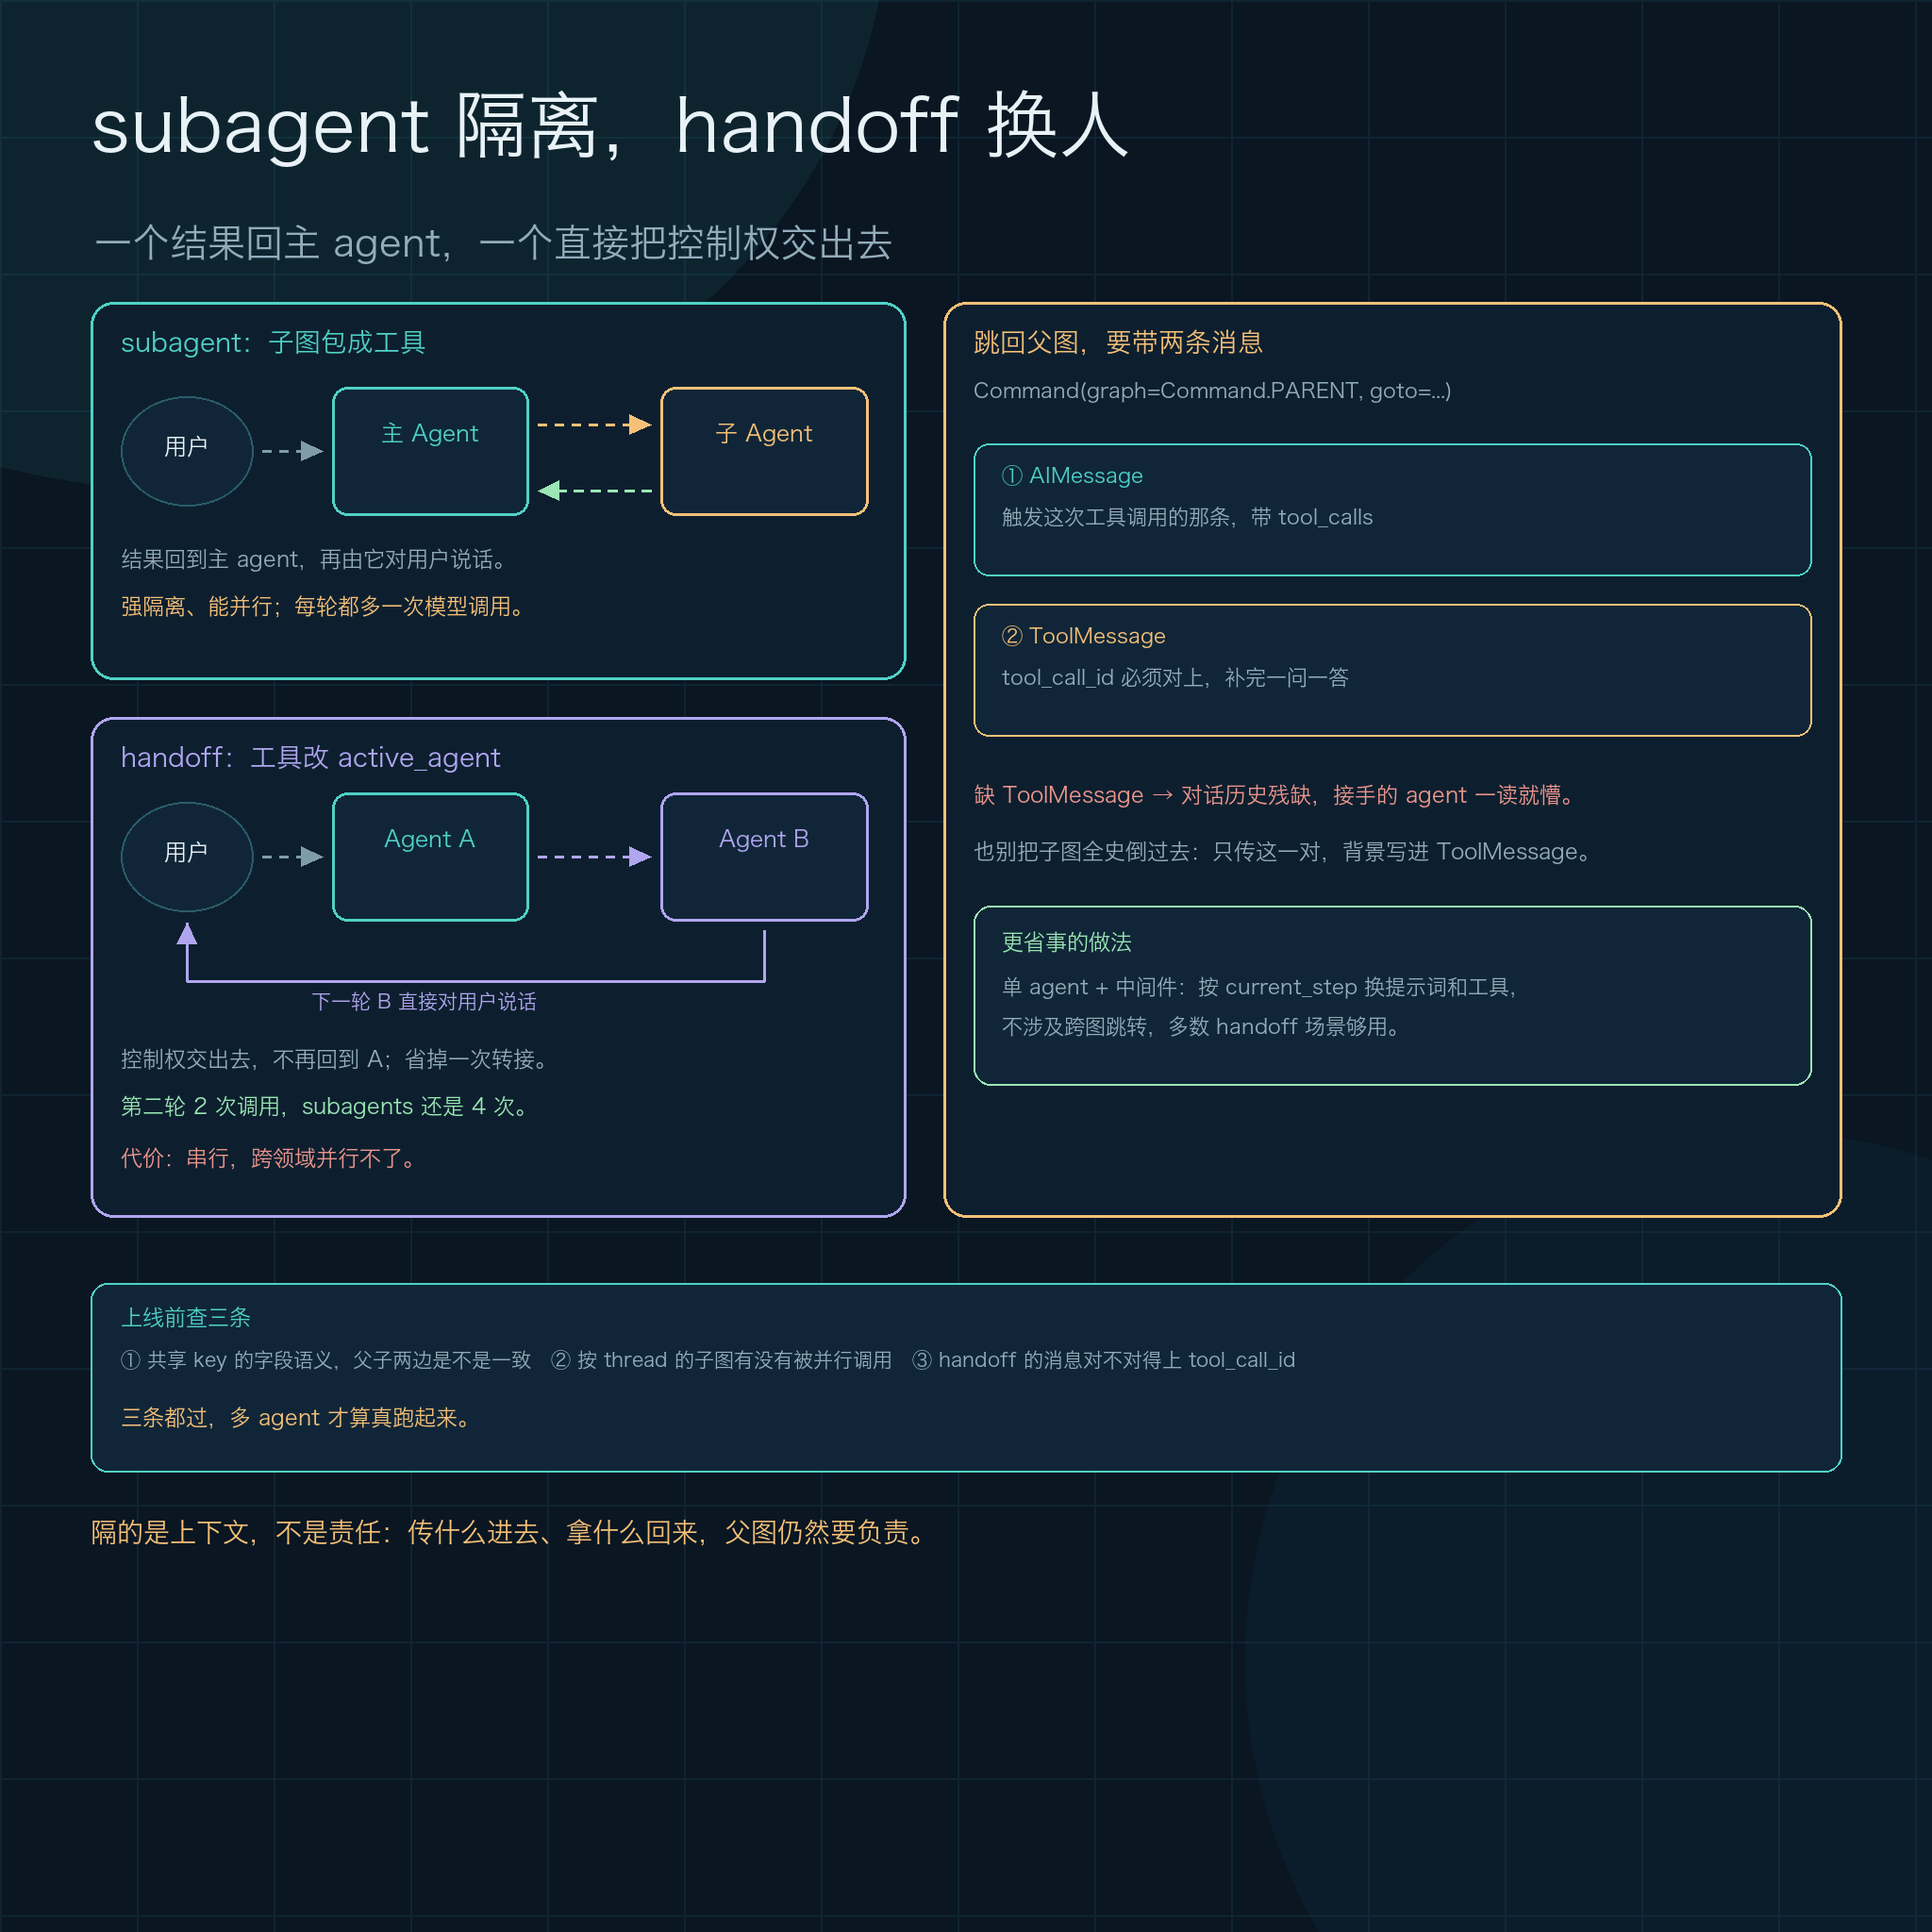 subagent 隔离，handoff 换人
一个结果回主 agent，一个直接把控制权交出去
subagent：子图包成工具
用户
主 Agent
子 Agent
结果回到主 agent，再由它对用户说话。
强隔离、能并行；每轮都多一次模型调用。
handoff：工具改 active_agent
用户
Agent A
Agent B
下一轮 B 直接对用户说话
控制权交出去，不再回到 A；省掉一次转接。
第二轮 2 次调用，subagents 还是 4 次。
代价：串行，跨领域并行不了。
跳回父图，要带两条消息
Command(graph=Command.PARENT, goto=...)
① AIMessage
触发这次工具调用的那条，带 tool_calls
② ToolMessage
tool_call_id 必须对上，补完一问一答
缺 ToolMessage → 对话历史残缺，接手的 agent 一读就懵。
也别把子图全史倒过去：只传这一对，背景写进 ToolMessage。
更省事的做法
单 agent + 中间件：按 current_step 换提示词和工具，
不涉及跨图跳转，多数 handoff 场景够用。
上线前查三条
① 共享 key 的字段语义，父子两边是不是一致 ② 按 thread 的子图有没有被并行调用 ③ handoff 的消息对不对得上 tool_call_id
三条都过，多 agent 才算真跑起来。
隔的是上下文，不是责任：传什么进去、拿什么回来，父图仍然要负责。